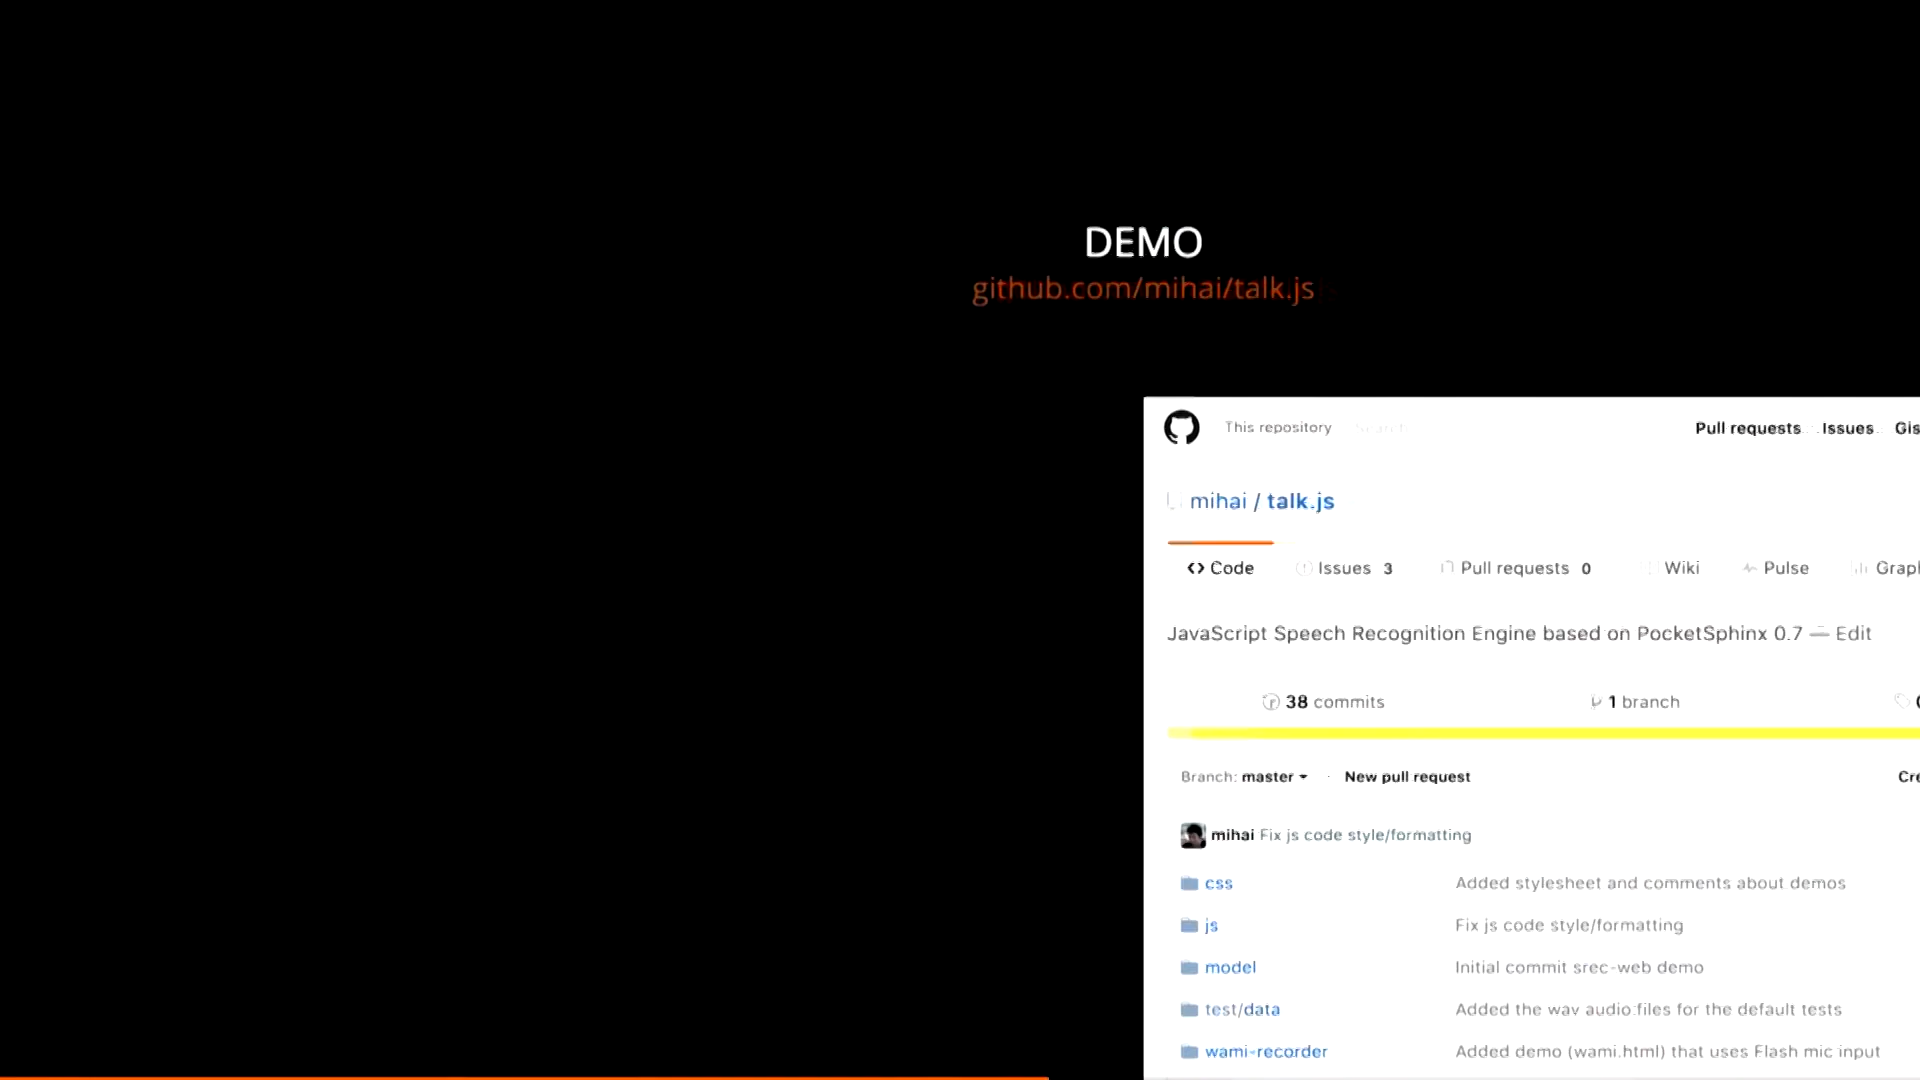 DEMO
github.com/mihai/talk.js
This repository Search
Pull requests Issues
mihai / talk.js
<> Code Issues 3 Pull requests 0 Wiki Pulse
JavaScript Speech Recognition Engine based on PocketSphinx 0.7 — Edit
38 commits 1 branch
Branch: master New pull request
mihai Fix js code style/formatting
css Added stylesheet and comments about demos
js Fix js code style/formatting
model Initial commit srec-web demo
test/data Added the wav audio files for the default tests
wami-recorder Added demo (wami.html) that uses Flash mic input